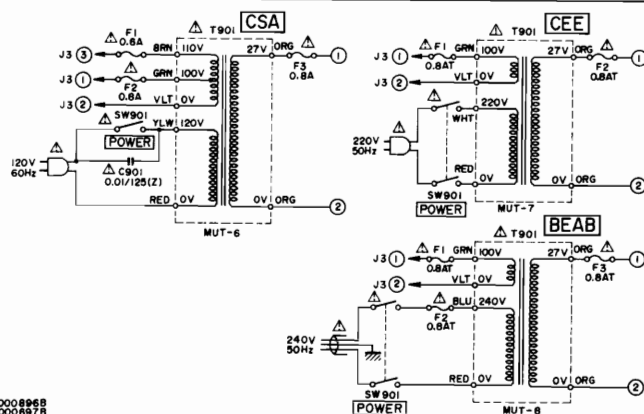 CSA
T901
F1
0.6A
J3 ③
BRN
110V
27V
ORG
①
F3
0.8A
J3 ①
GRN
100V
F2
0.6A
J3 ②
VLT
0V
SW901
YLW
120V
POWER
120V
60Hz
C901
0.01/125(Z)
RED
0V
0V
ORG
②
MUT-6
CEE
T901
J3 ①
F1
GRN
100V
0.8AT
27V
ORG
①
F2
0.8AT
J3 ②
VLT
0V
220V
WHT
220V
50Hz
RED
0V
0V
ORG
②
SW901
POWER
MUT-7
BEAB
T901
J3 ①
F1
GRN
100V
0.8AT
27V
ORG
①
F3
0.8AT
J3 ②
VLT
0V
BLU
240V
F2
0.8AT
240V
50Hz
RED
0V
0V
ORG
②
SW901
POWER
MUT-8